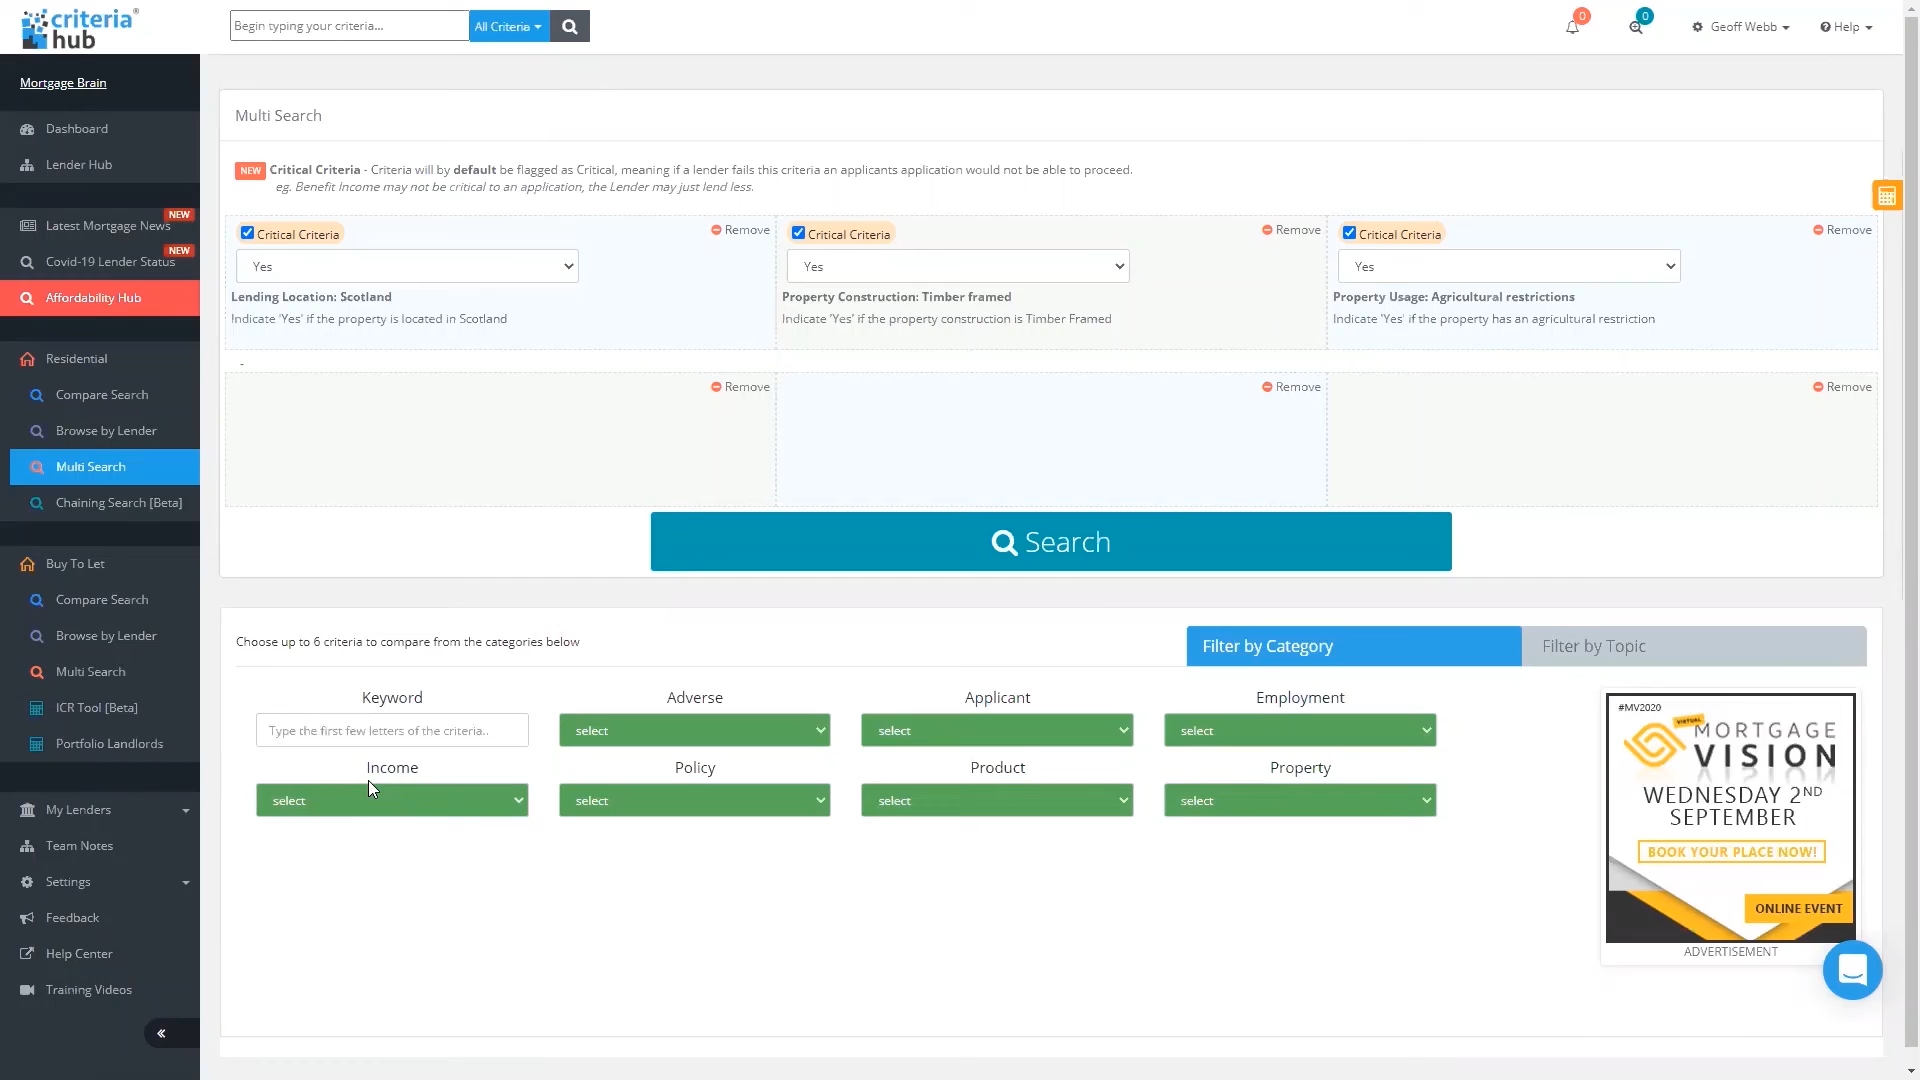 criteria hub
Begin typing your criteria...
All Criteria
0
0
Geoff Webb
Help
Mortgage Brain
Dashboard
Lender Hub
NEW
Latest Mortgage News
NEW
Covid-19 Lender Status
Affordability Hub
Residential
Compare Search
Browse by Lender
Multi Search
Chaining Search [Beta]
Buy To Let
Compare Search
Browse by Lender
Multi Search
ICR Tool [Beta]
Portfolio Landlords
My Lenders
Team Notes
Settings
Feedback
Help Center
Training Videos
Multi Search
NEW Critical Criteria - Criteria will by default be flagged as Critical, meaning if a lender fails this criteria an applicants application would not be able to proceed.
eg. Benefit Income may not be critical to an application, the Lender may just lend less.
Critical Criteria
Remove
Yes
Lending Location: Scotland
Indicate 'Yes' if the property is located in Scotland
Critical Criteria
Remove
Yes
Property Construction: Timber framed
Indicate 'Yes' if the property construction is Timber Framed
Critical Criteria
Remove
Yes
Property Usage: Agricultural restrictions
Indicate 'Yes' if the property has an agricultural restriction
-
Remove
Remove
Remove
Search
Choose up to 6 criteria to compare from the categories below
Filter by Category
Filter by Topic
Keyword
Type the first few letters of the criteria..
Adverse
select
Applicant
select
Employment
select
Income
select
Policy
select
Product
select
Property
select
#MV2020
VIRTUAL
MORTGAGE
VISION
WEDNESDAY 2ND
SEPTEMBER
BOOK YOUR PLACE NOW!
ONLINE EVENT
ADVERTISEMENT